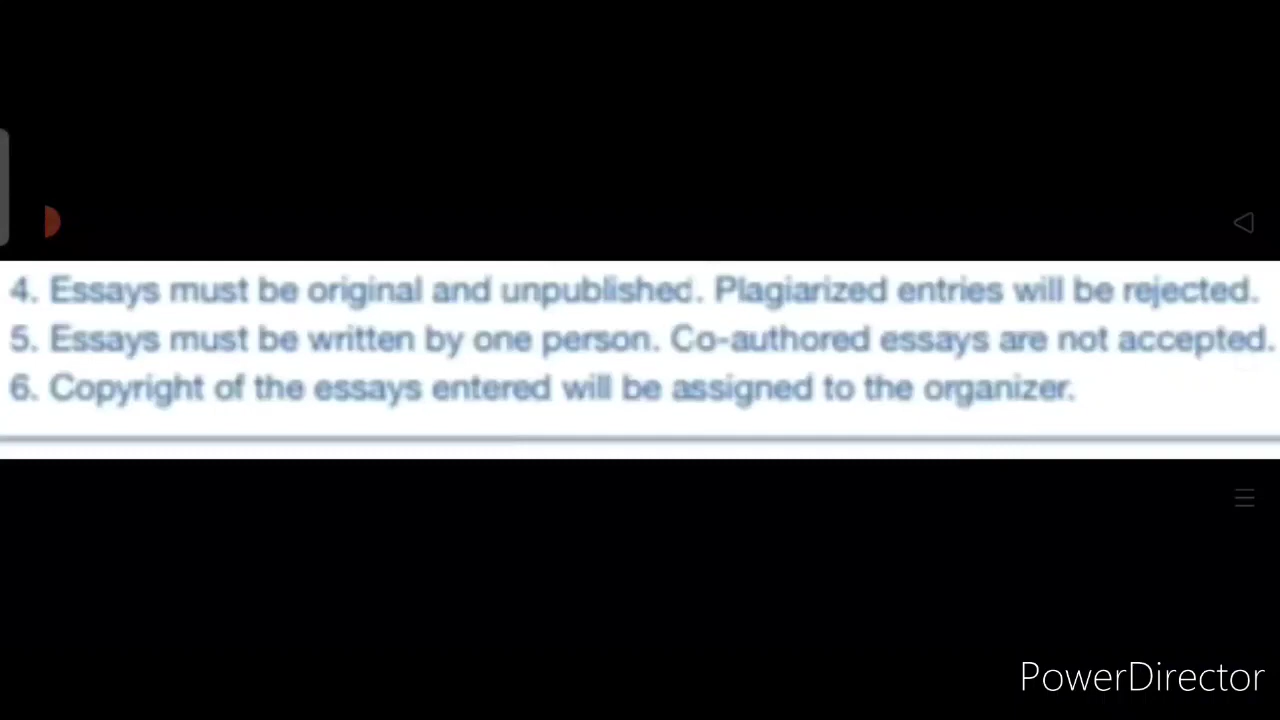 4. Essays must be original and unpublished. Plagiarized entries will be rejected.
5. Essays must be written by one person. Co-authored essays are not accepted.
6. Copyright of the essays entered will be assigned to the organizer.
PowerDirector